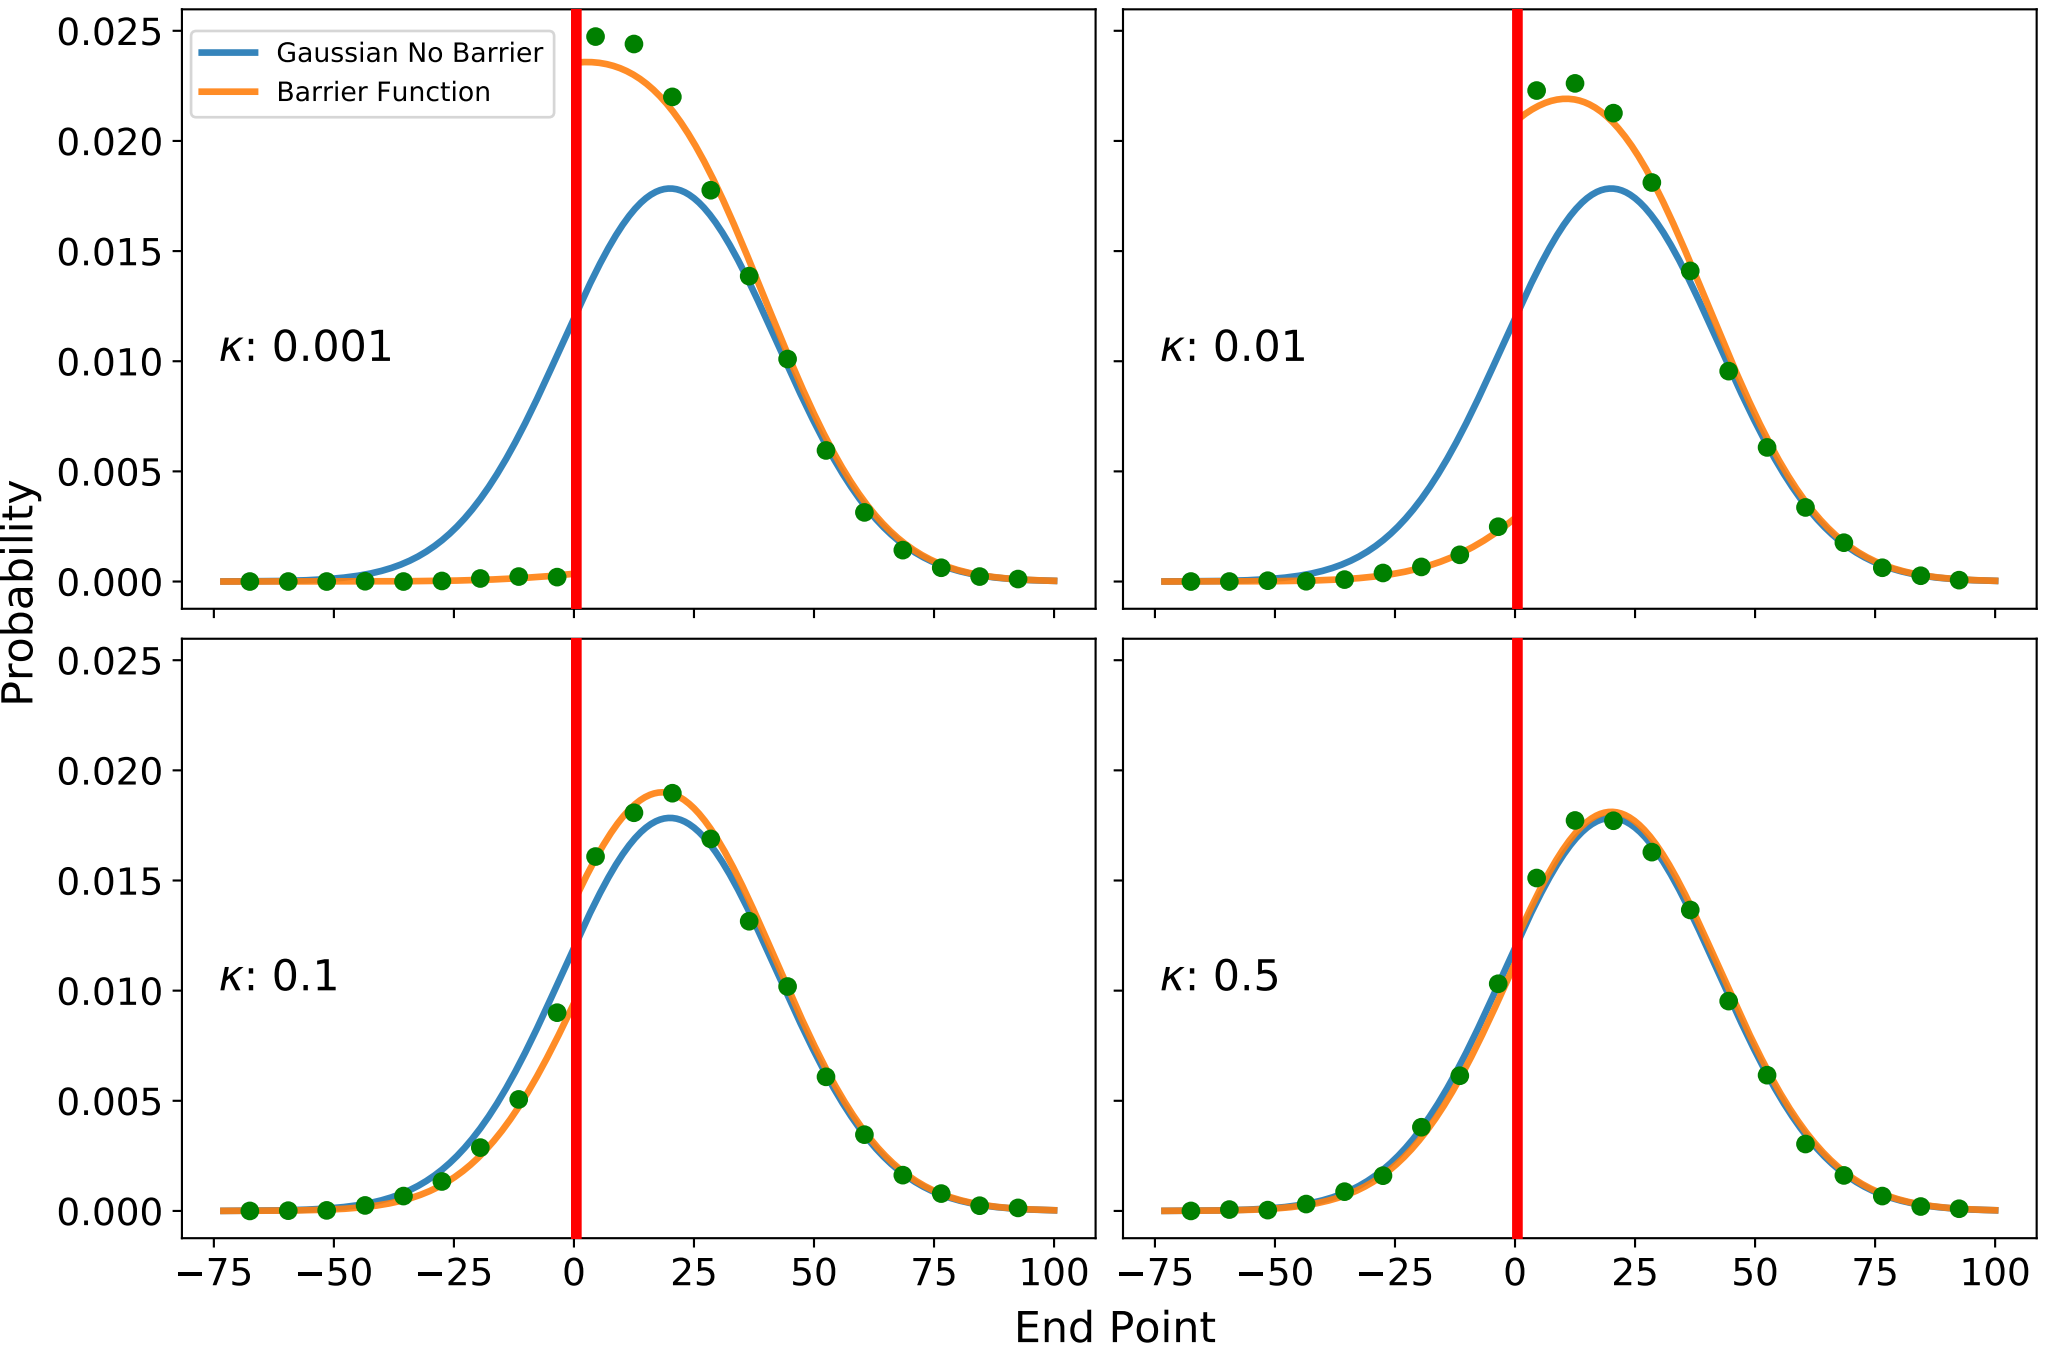 Probability
0.025
0.020
0.015
0.010
0.005
0.000
Gaussian No Barrier
Barrier Function
κ: 0.001
κ: 0.01
0.025
0.020
0.015
0.010
0.005
0.000
κ: 0.1
κ: 0.5
−75 −50 −25 0 25 50 75 100
−75 −50 −25 0 25 50 75 100
End Point